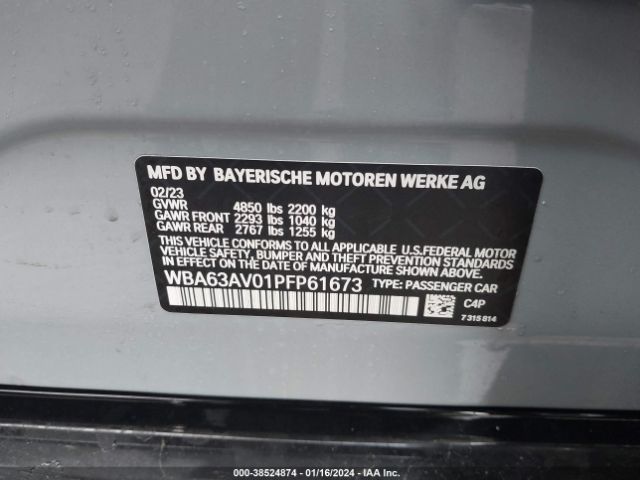 MFD BY BAYERISCHE MOTOREN WERKE AG
02/23
GVWR 4850 lbs 2200 kg
GAWR FRONT 2293 lbs 1040 kg
GAWR REAR 2767 lbs 1255 kg
THIS VEHICLE CONFORMS TO ALL APPLICABLE U.S.FEDERAL MOTOR
VEHICLE SAFETY, BUMPER, AND THEFT PREVENTION STANDARDS IN
EFFECT ON THE DATE OF MANUFACTURE SHOWN ABOVE.
WBA63AV01PFP61673 TYPE: PASSENGER CAR
C4P
7315814
000-38524874 / 01/16/2024 / IAA Inc.